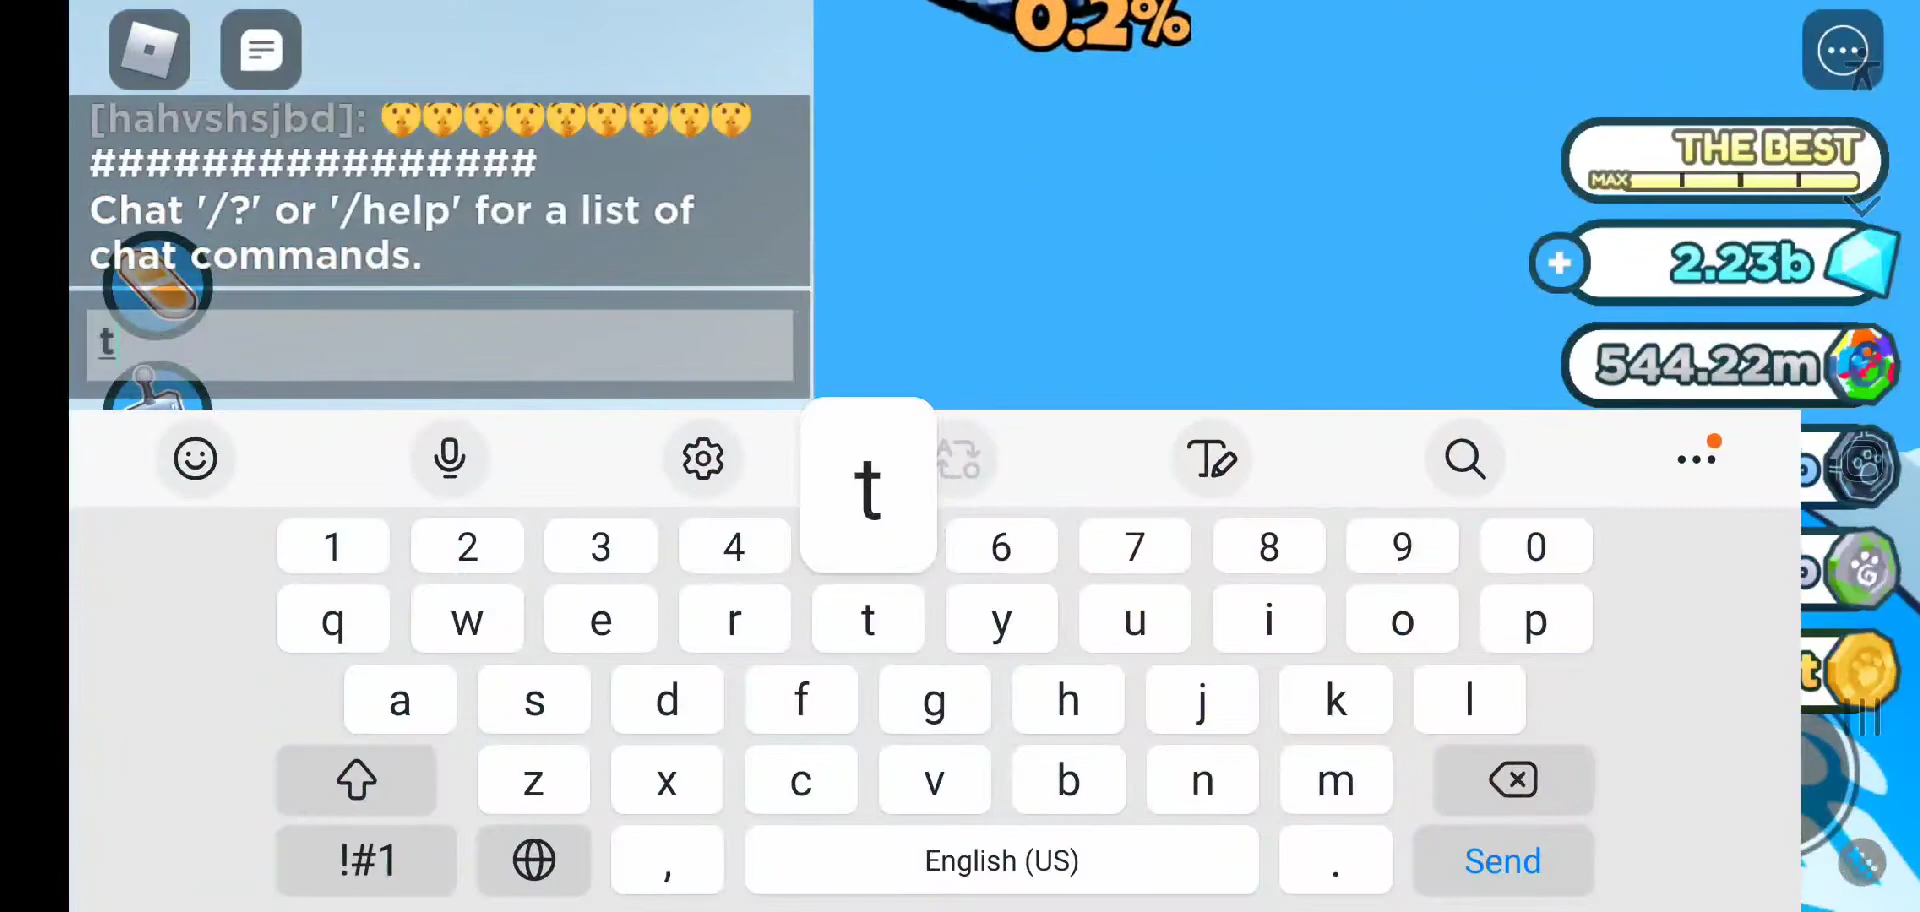 0.2%
[hahvshsjbd]: 🤫🤫🤫🤫🤫🤫🤫🤫🤫
################
Chat '/?' or '/help' for a list of
chat commands.
t
THE BEST
MAX
2.23b
544.22m
t
t
1 2 3 4 6 7 8 9 0
q w e r t y u i o p
a s d f g h j k l
z x c v b n m
!#1 , English (US) . Send